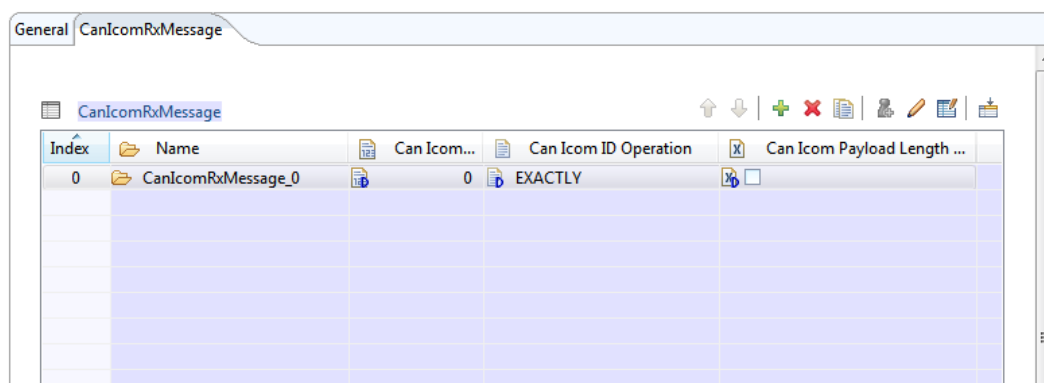 General CanIcomRxMessage
CanIcomRxMessage
Index Name Can Icom... Can Icom ID Operation Can Icom Payload Length ...
0 CanIcomRxMessage_0 0 EXACTLY